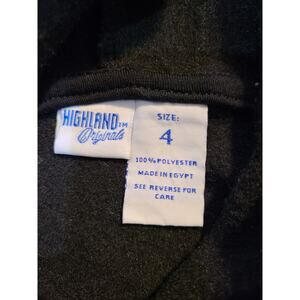 HIGHLAND™
Originals
SIZE:
4
100% POLYESTER
MADE IN EGYPT
SEE REVERSE FOR
CARE